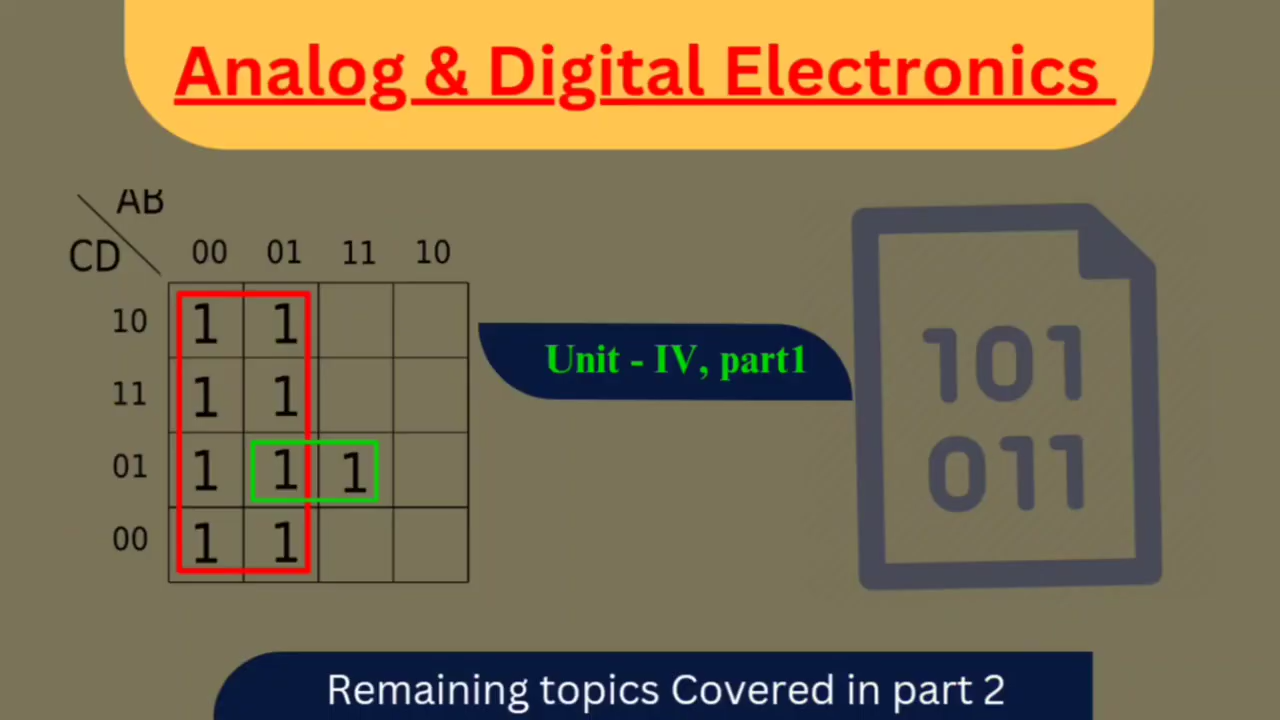 Analog & Digital Electronics
AB
CD
00 01 11 10
10 1 1
11 1 1
01 1 1 1
00 1 1
Unit - IV, part1
101
011
Remaining topics Covered in part 2